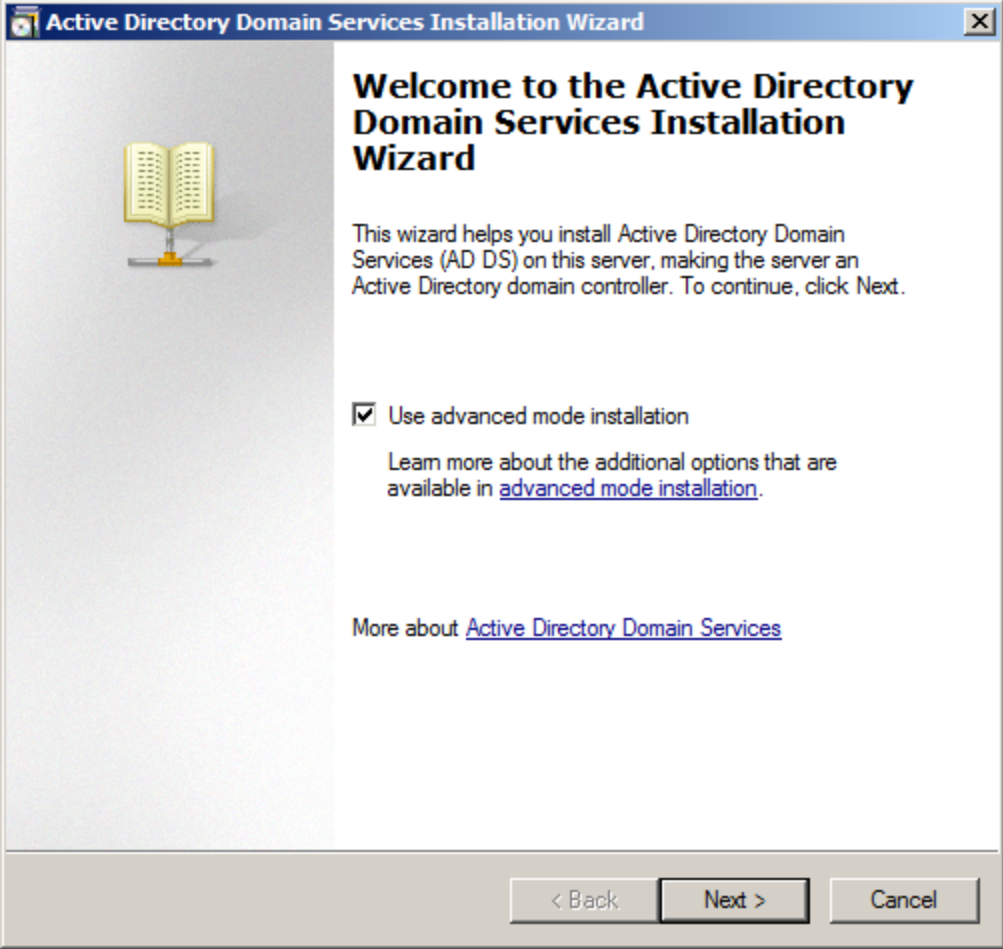 Active Directory Domain Services Installation Wizard
Welcome to the Active Directory
Domain Services Installation
Wizard
This wizard helps you install Active Directory Domain
Services (AD DS) on this server, making the server an
Active Directory domain controller. To continue, click Next.
Use advanced mode installation
Learn more about the additional options that are
available in advanced mode installation.
More about Active Directory Domain Services
< Back
Next >
Cancel